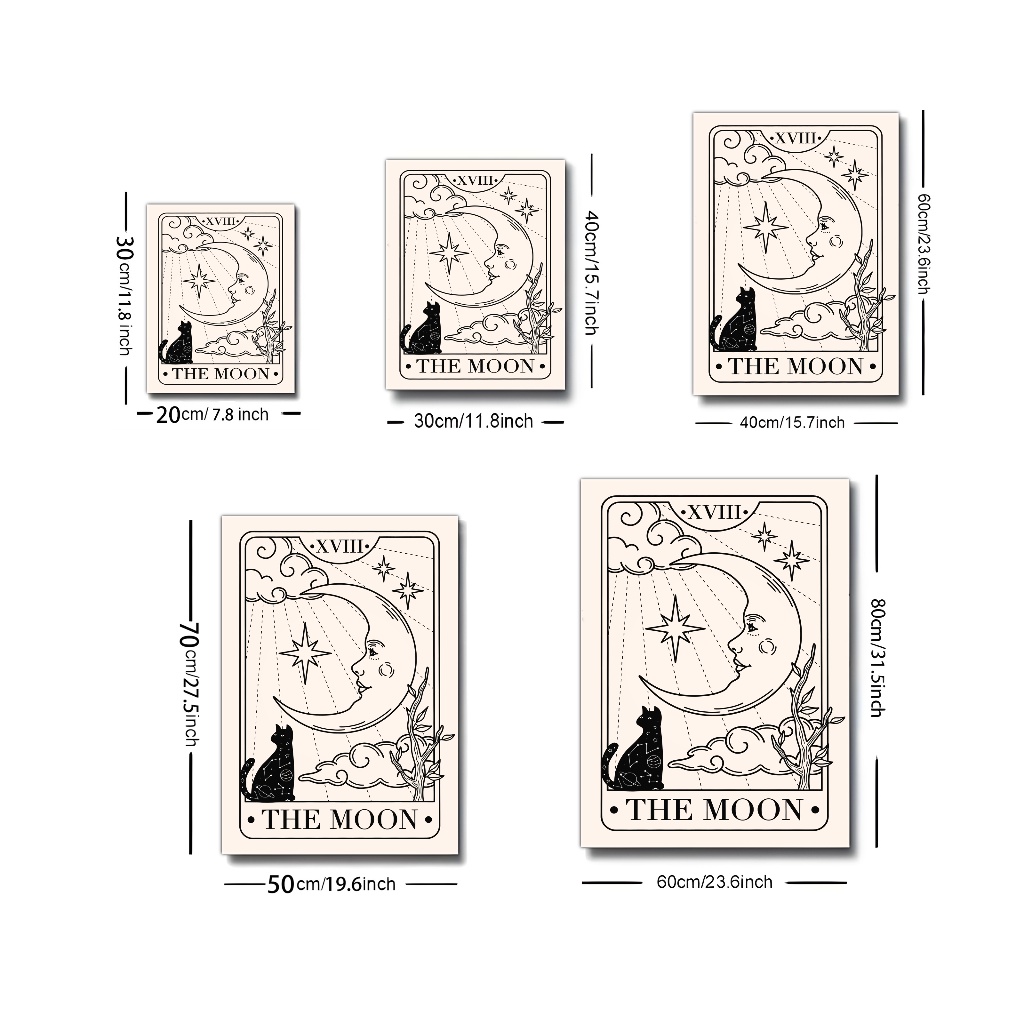 ·XVIII·
30cm/11.8 inch
·THE MOON·
20cm/ 7.8 inch
·XVIII·
40cm/15.7inch
·THE MOON·
30cm/11.8inch
·XVIII·
60cm/23.6inch
·THE MOON·
40cm/15.7inch
·XVIII·
70cm/27.5inch
·THE MOON·
50cm/19.6inch
·XVIII·
80cm/31.5inch
·THE MOON·
60cm/23.6inch